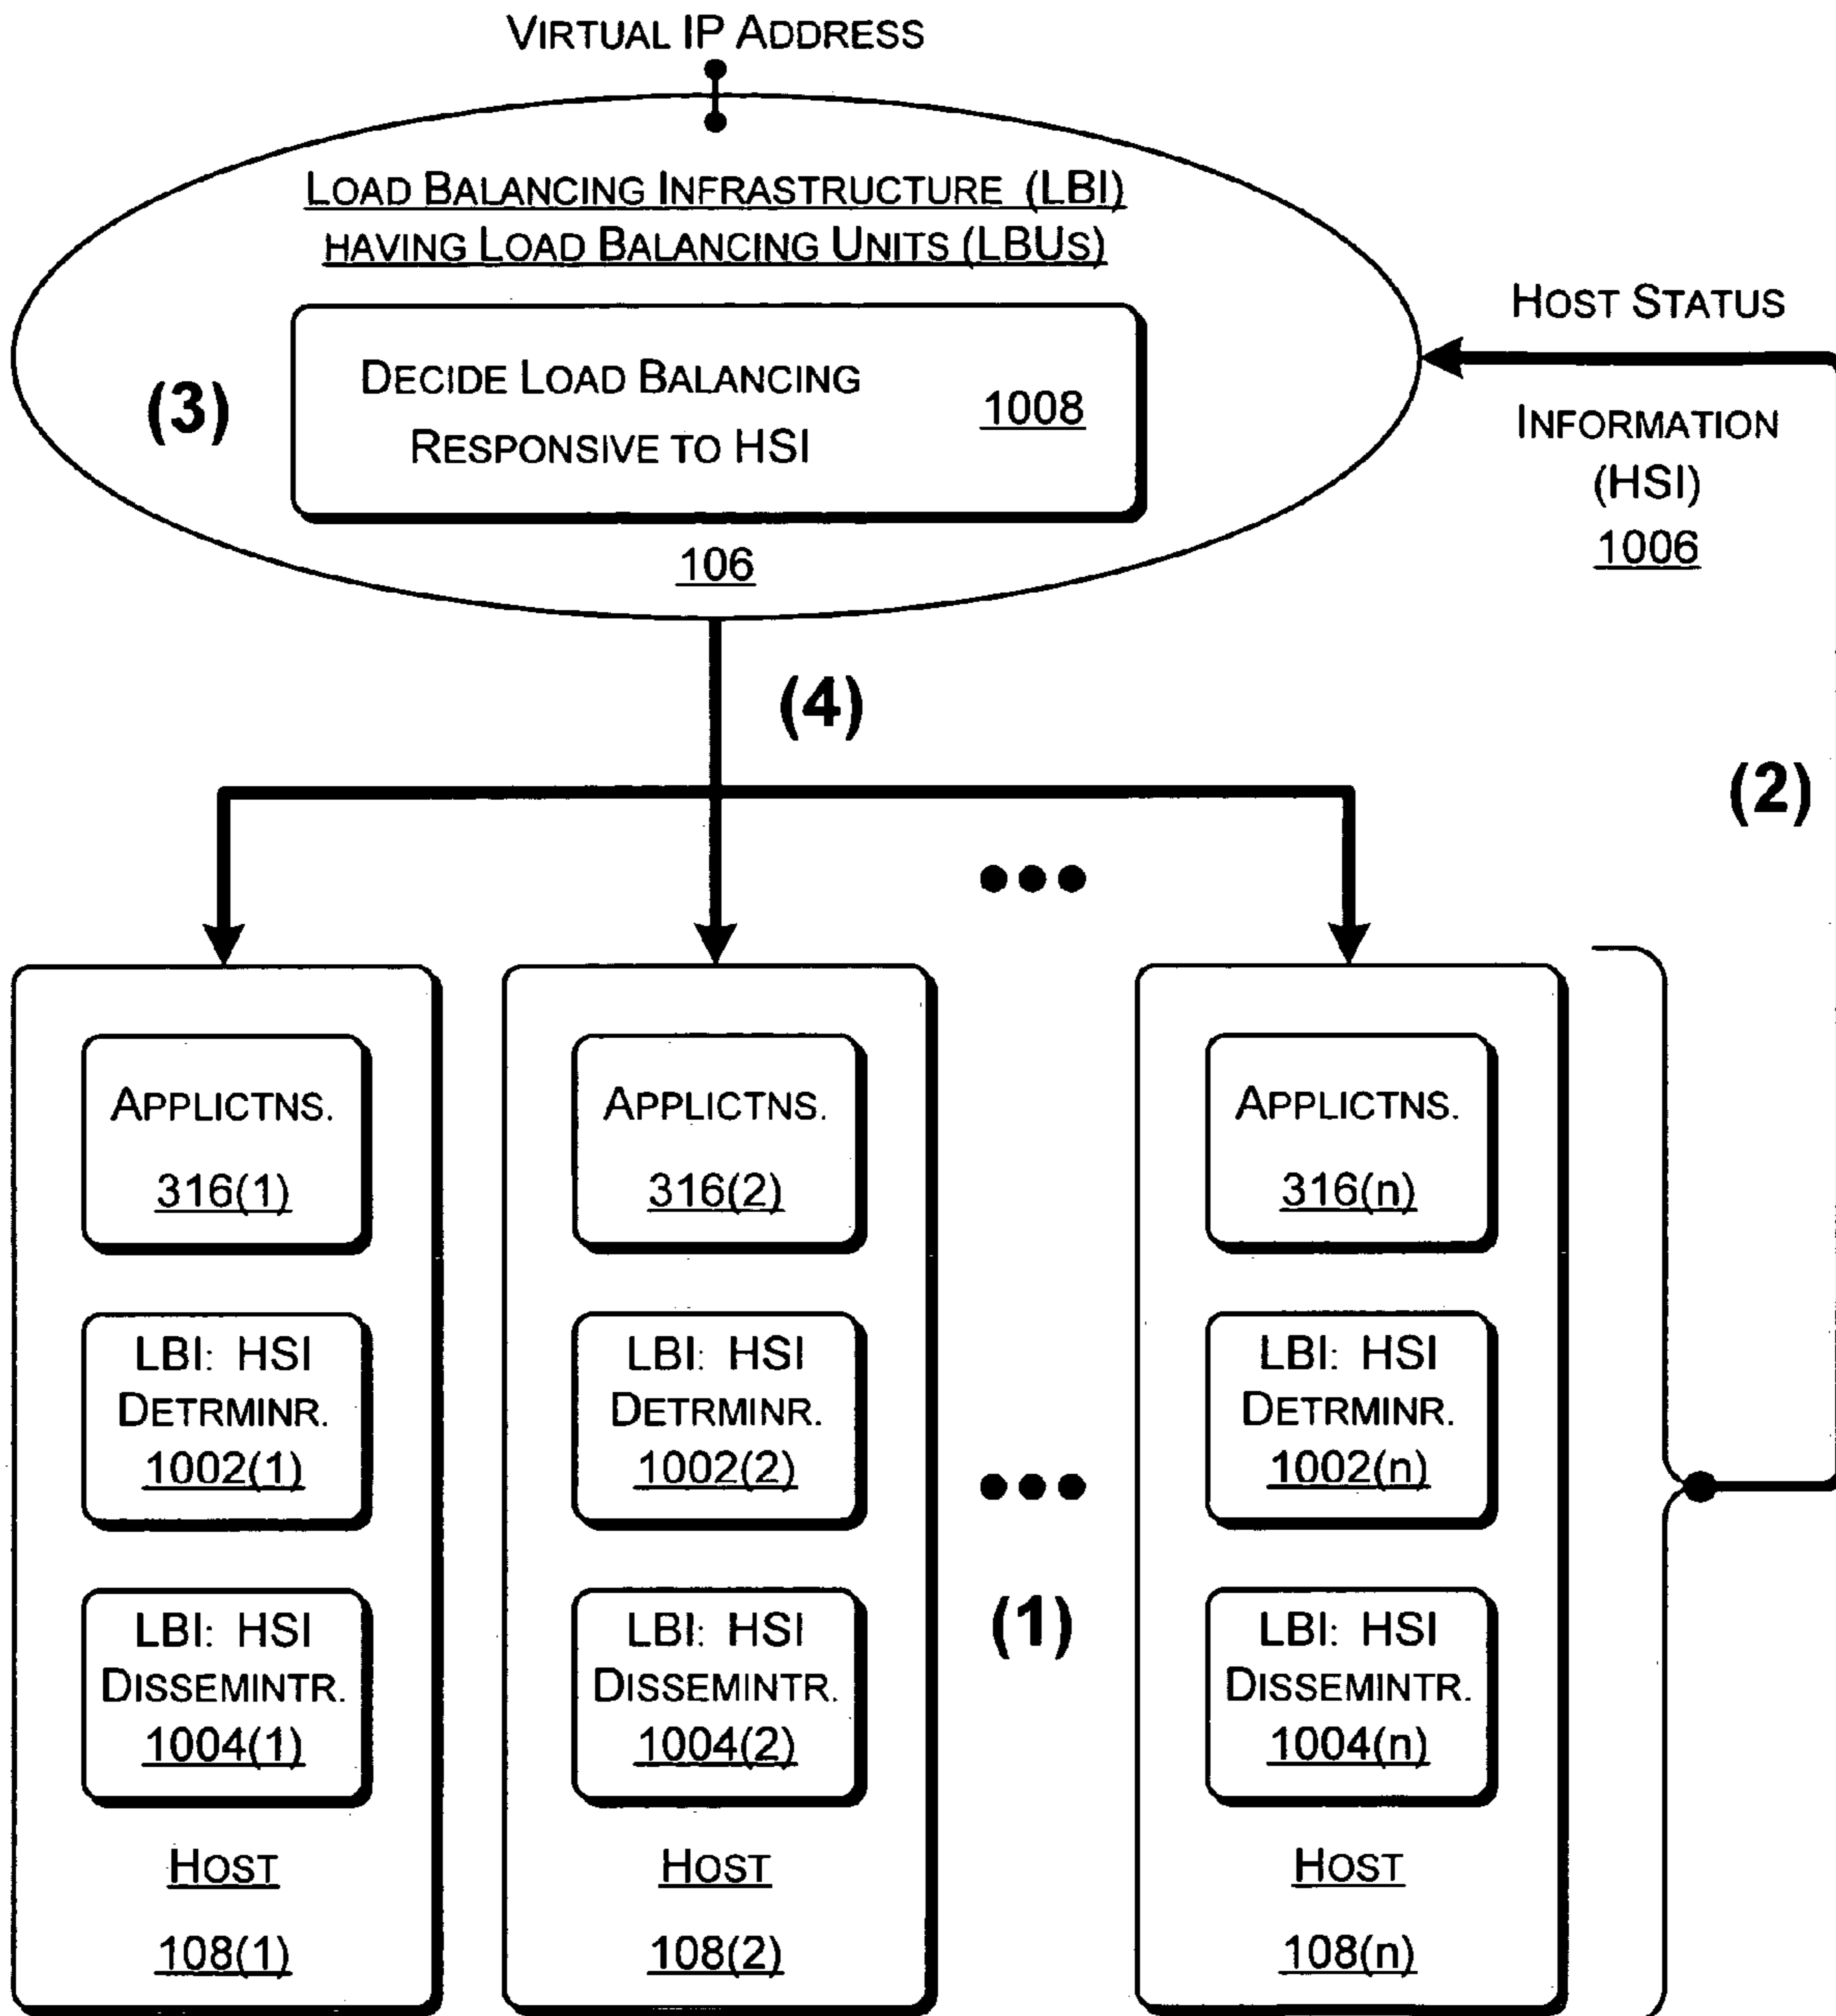 VIRTUAL IP ADDRESS
LOAD BALANCING INFRASTRUCTURE (LBI)
HAVING LOAD BALANCING UNITS (LBUS)
DECIDE LOAD BALANCING
RESPONSIVE TO HSI
1008
(3)
106
HOST STATUS
INFORMATION
(HSI)
1006
(4)
(2)
APPLICTNS.
316(1)
LBI: HSI
DETRMINR.
1002(1)
LBI: HSI
DISSEMINTR.
1004(1)
HOST
108(1)
APPLICTNS.
316(2)
LBI: HSI
DETRMINR.
1002(2)
LBI: HSI
DISSEMINTR.
1004(2)
HOST
108(2)
(1)
APPLICTNS.
316(n)
LBI: HSI
DETRMINR.
1002(n)
LBI: HSI
DISSEMINTR.
1004(n)
HOST
108(n)